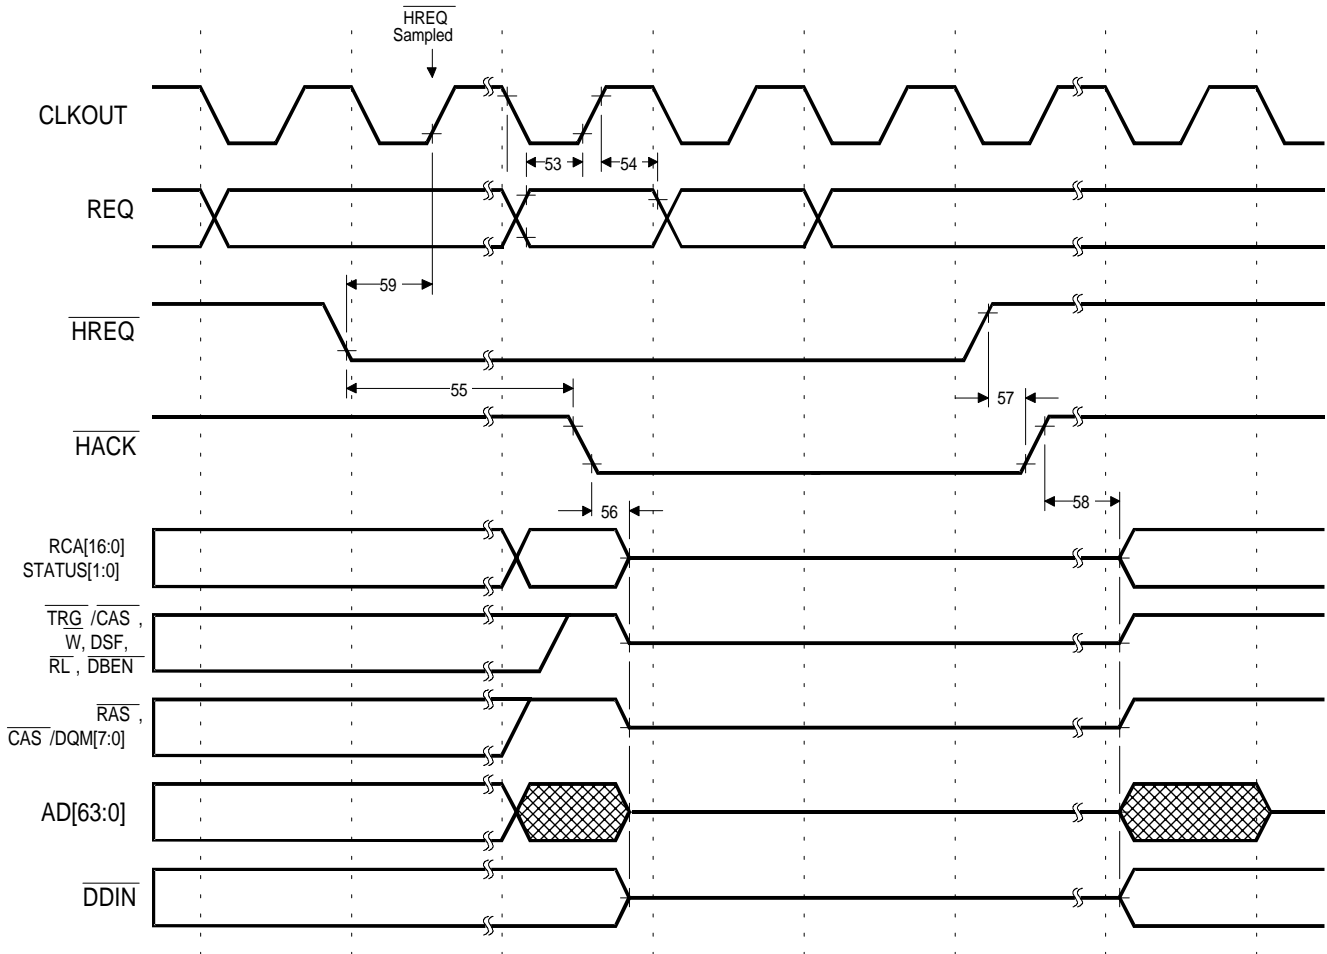 HREQ
Sampled
CLKOUT
53
54
REQ
59
HREQ
55
57
HACK
56
58
RCA[16:0]
STATUS[1:0]
TRG /CAS ,
W, DSF,
RL , DBEN
RAS ,
CAS /DQM[7:0]
AD[63:0]
DDIN